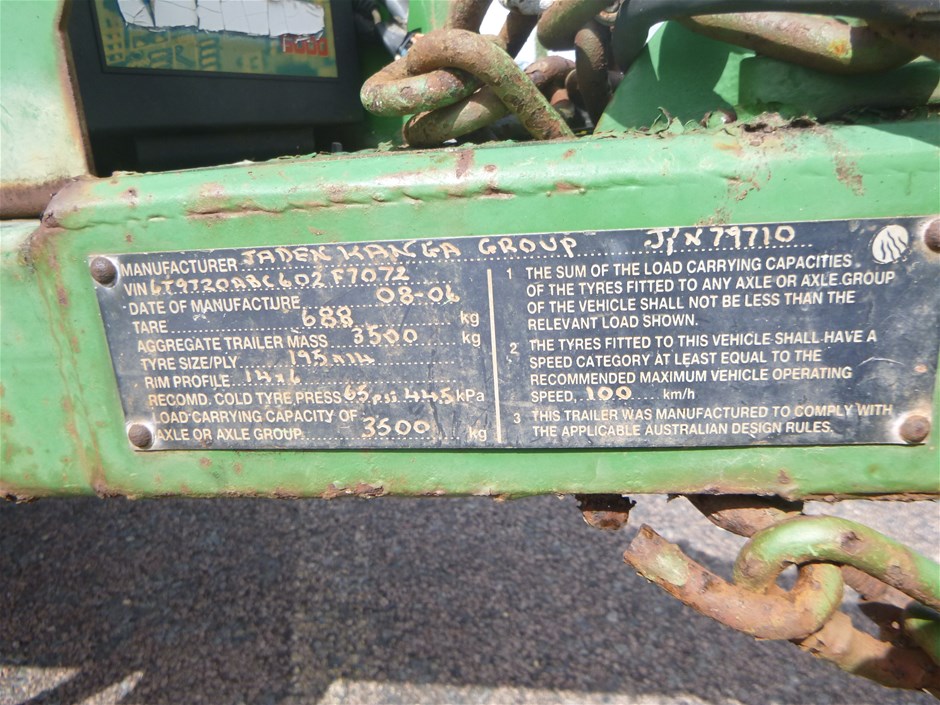 3000
MANUFACTURER JADEN KANGA GROUP J/N 79710
VIN 6T9T20ABC602F7072
DATE OF MANUFACTURE 08-06
TARE 688 kg
AGGREGATE TRAILER MASS 3500 kg
TYRE SIZE/PLY 195R14
RIM PROFILE 14x6
RECOMD. COLD TYRE,PRESS 65 PSI 445 kPa
LOAD CARRYING CAPACITY OF
AXLE OR AXLE GROUP 3500 kg
1 THE SUM OF THE LOAD CARRYING CAPACITIES
OF THE TYRES FITTED TO ANY AXLE OR AXLE GROUP
OF THE VEHICLE SHALL NOT BE LESS THAN THE
RELEVANT LOAD SHOWN.
2 THE TYRES FITTED TO THIS VEHICLE SHALL HAVE A
SPEED CATEGORY AT LEAST EQUAL TO THE
RECOMMENDED MAXIMUM VEHICLE OPERATING
SPEED, 100 km/h
3 THIS TRAILER WAS MANUFACTURED TO COMPLY WITH
THE APPLICABLE AUSTRALIAN DESIGN RULES.